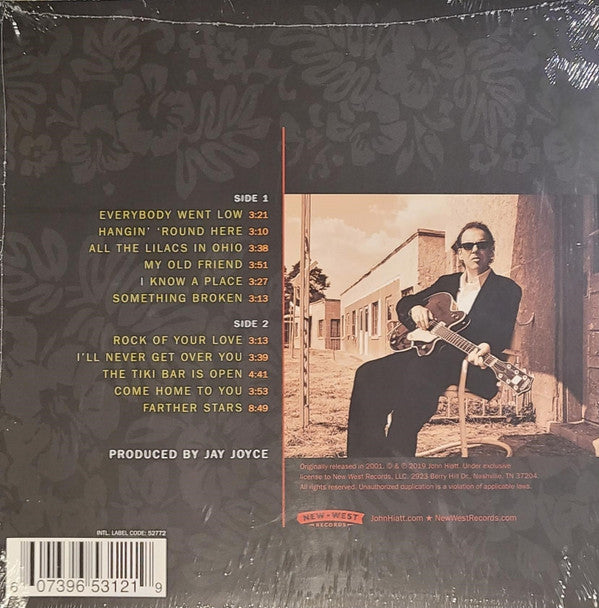 SIDE 1
EVERYBODY WENT LOW 3:21
HANGIN' 'ROUND HERE 3:10
ALL THE LILACS IN OHIO 3:38
MY OLD FRIEND 3:51
I KNOW A PLACE 3:27
SOMETHING BROKEN 3:13
SIDE 2
ROCK OF YOUR LOVE 3:13
I'LL NEVER GET OVER YOU 3:39
THE TIKI BAR IS OPEN 4:41
COME HOME TO YOU 3:53
FARTHER STARS 8:49
PRODUCED BY JAY JOYCE
Originally released in 2001. © & ℗ 2019 John Hiatt. Under exclusive
license to New West Records, LLC. 2923 Berry Hill Dr., Nashville, TN 37204.
All rights reserved. Unauthorized duplication is a violation of applicable laws.
NEW★WEST
RECORDS
JohnHiatt.com ★ NewWestRecords.com
INTL. LABEL CODE: 52772
6 07396 53121 9